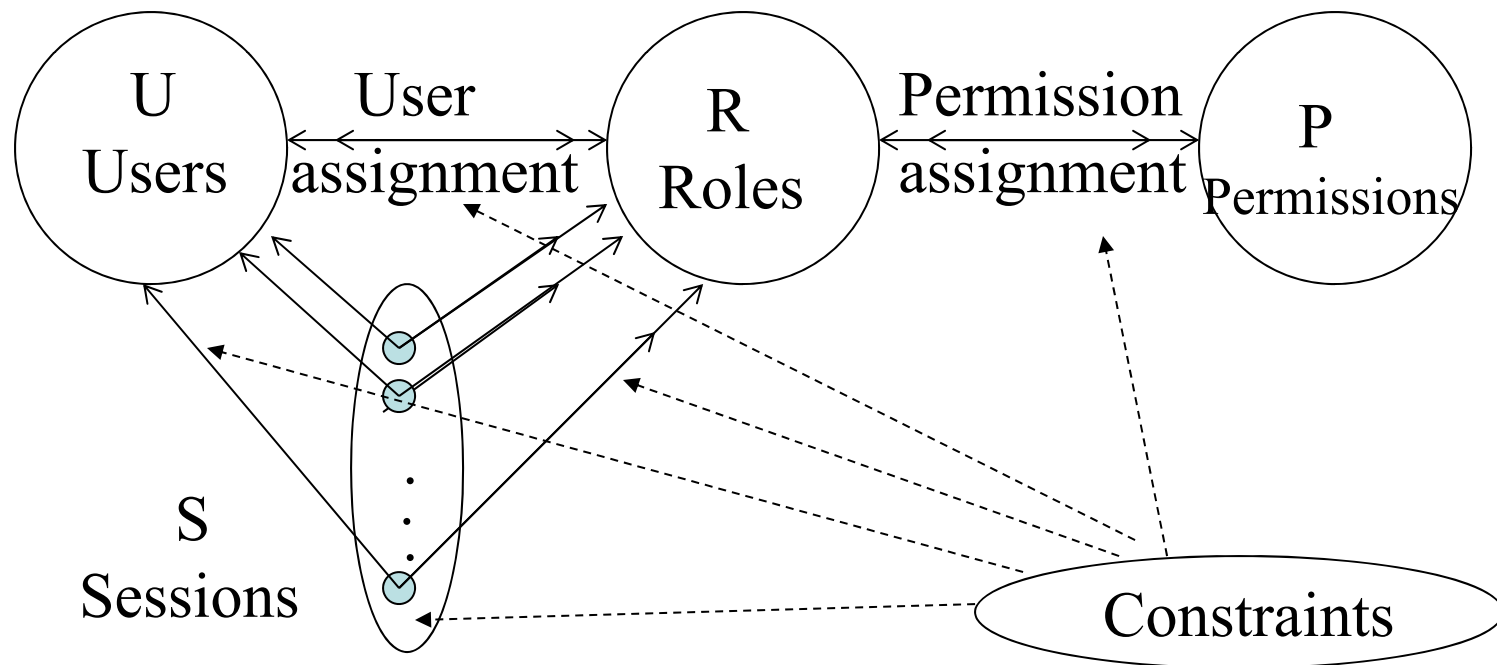 U
Users
User
assignment
R
Roles
Permission
assignment
P
Permissions
S
Sessions
Constraints